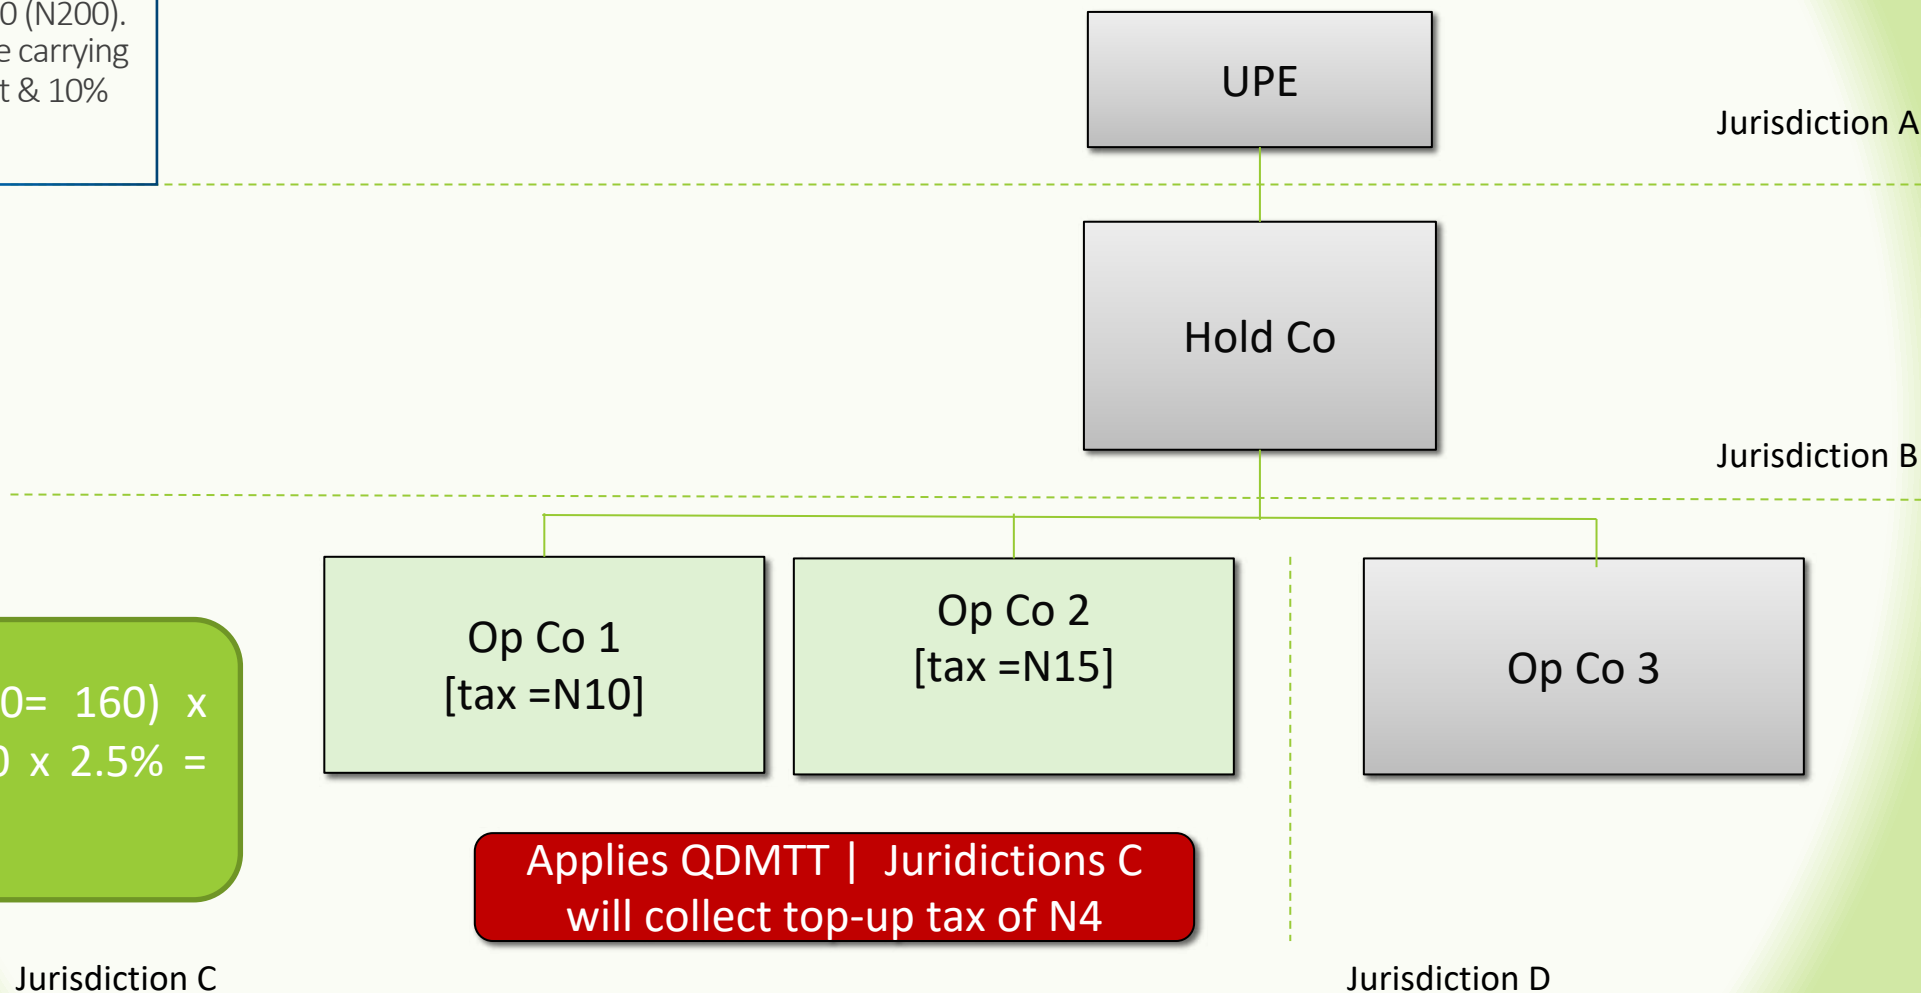 0 (N200).
e carrying
t & 10%
UPE
Jurisdiction A
Hold Co
Jurisdiction B
Op Co 1
[tax =N10]
Op Co 2
[tax =N15]
Op Co 3
0= 160) x
0 x 2.5% =
Applies QDMTT | Juridictions C
will collect top-up tax of N4
Jurisdiction C
Jurisdiction D